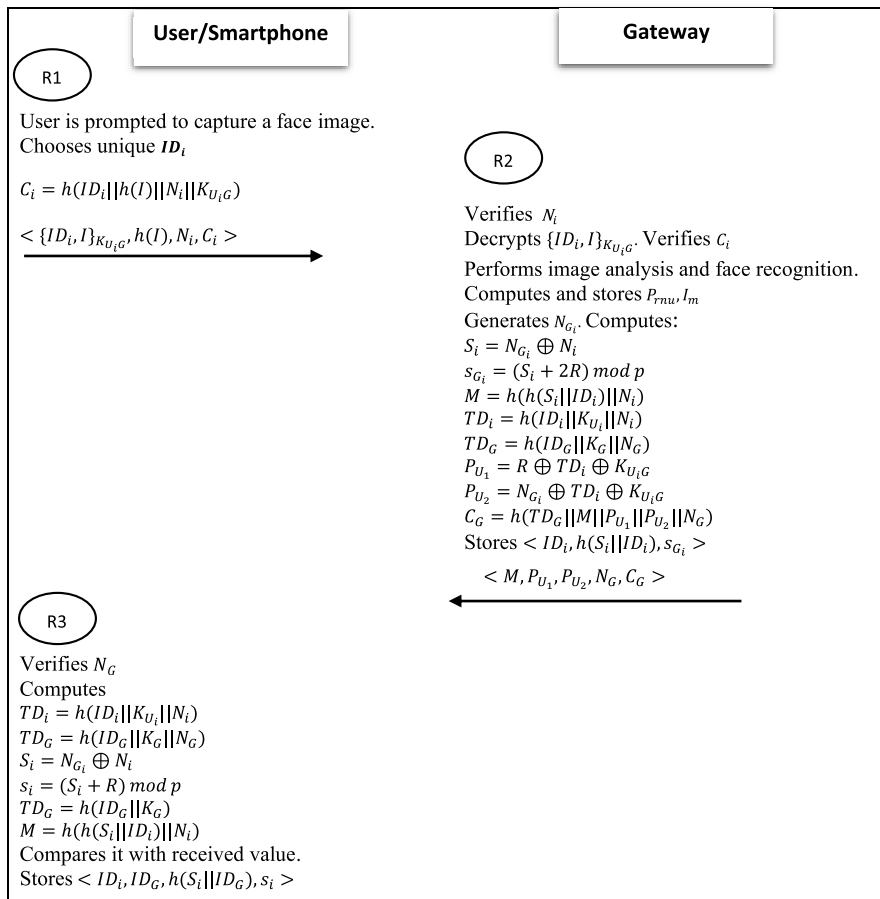 User/Smartphone
Gateway
R1
User is prompted to capture a face image.
Chooses unique ID_i
C_i = h(ID_i||h(I)||N_i||K_{U_iG})
< {ID_i, I}_{K_{U_iG}}, h(I), N_i, C_i >
R2
Verifies N_i
Decrypts {ID_i, I}_{K_{U_iG}}. Verifies C_i
Performs image analysis and face recognition.
Computes and stores P_{rnu}, I_m
Generates N_{G_i}. Computes:
S_i = N_{G_i} ⊕ N_i
s_{G_i} = (S_i + 2R) mod p
M = h(h(S_i||ID_i)||N_i)
TD_i = h(ID_i||K_{U_i}||N_i)
TD_G = h(ID_G||K_G||N_G)
P_{U_1} = R ⊕ TD_i ⊕ K_{U_iG}
P_{U_2} = N_{G_i} ⊕ TD_i ⊕ K_{U_iG}
C_G = h(TD_G||M||P_{U_1}||P_{U_2}||N_G)
Stores < ID_i, h(S_i||ID_i), s_{G_i} >
< M, P_{U_1}, P_{U_2}, N_G, C_G >
R3
Verifies N_G
Computes
TD_i = h(ID_i||K_{U_i}||N_i)
TD_G = h(ID_G||K_G||N_G)
S_i = N_{G_i} ⊕ N_i
s_i = (S_i + R) mod p
TD_G = h(ID_G||K_G)
M = h(h(S_i||ID_i)||N_i)
Compares it with received value.
Stores < ID_i, ID_G, h(S_i||ID_G), s_i >